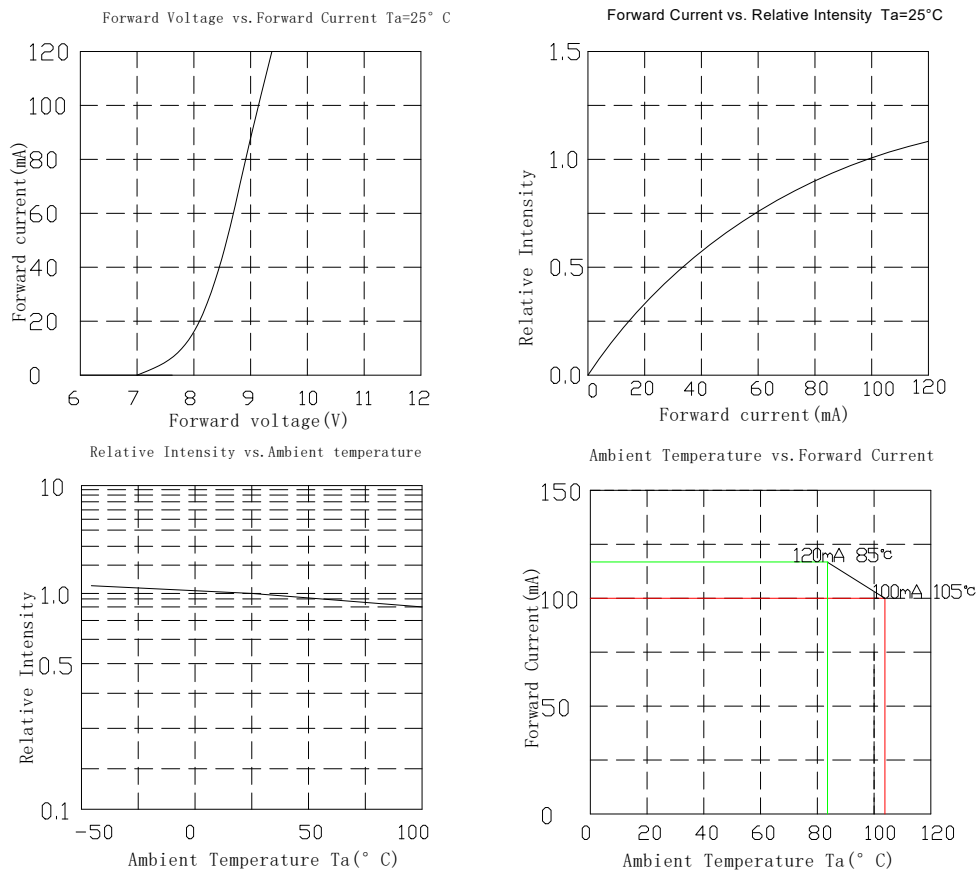 Forward Voltage vs.Forward Current Ta=25° C
120
100
80
60
40
20
0
6 7 8 9 10 11 12
Forward current(mA)
Forward voltage(V)
Forward Current vs. Relative Intensity Ta=25°C
1.5
1.0
0.5
0.0
0 20 40 60 80 100 120
Relative Intensity
Forward current(mA)
Relative Intensity vs.Ambient temperature
10
1.0
0.5
0.1
-50 0 50 100
Relative Intensity
Ambient Temperature Ta(° C)
Ambient Temperature vs.Forward Current
150
100
50
0
0 20 40 60 80 100 120
120mA 85℃
100mA 105℃
Forward Current(mA)
Ambient Temperature Ta(° C)